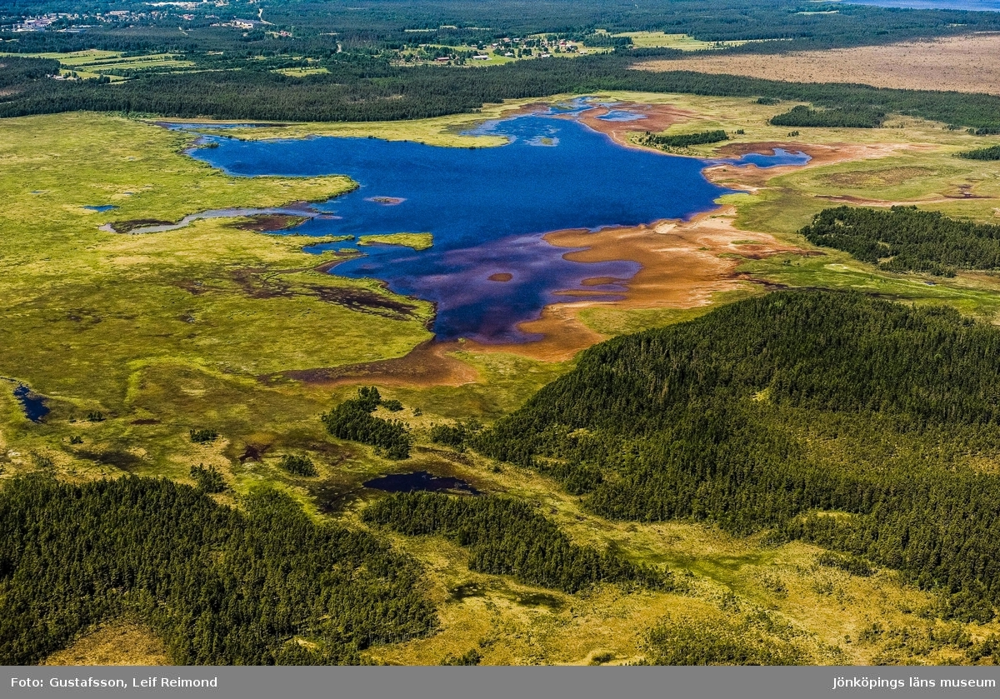 Foto: Gustafsson, Leif Reimond
Jönköpings läns museum